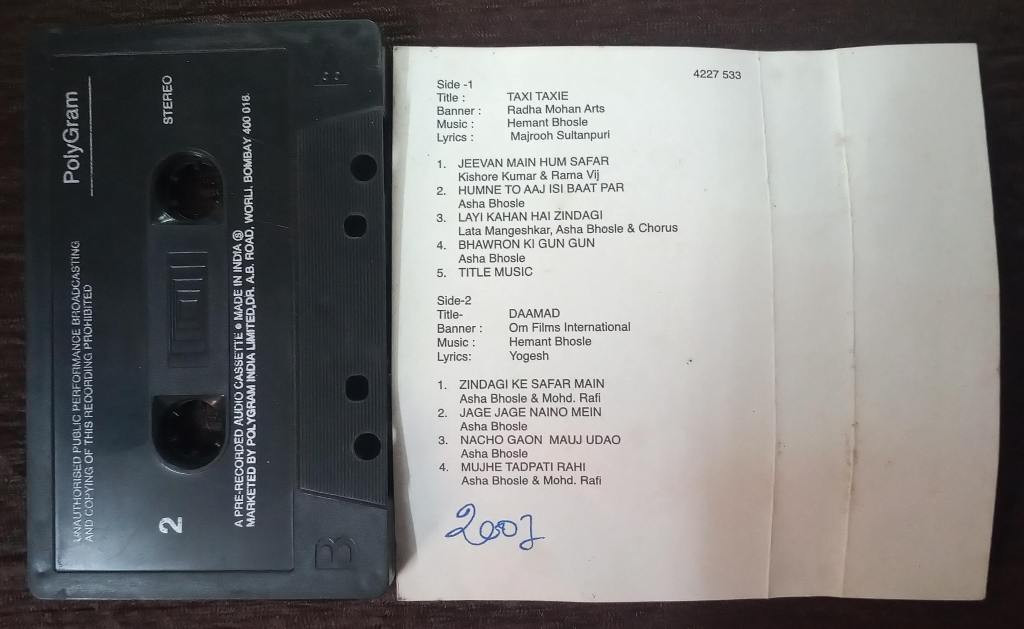 PolyGram
STEREO
UNAUTHORISED PUBLIC PERFORMANCE BROADCASTING
AND COPYING OF THIS RECORDING PROHIBITED
2
A PRE-RECORDED AUDIO CASSETTE ● MADE IN INDIA Ⓢ
MARKETED BY POLYGRAM INDIA LIMITED,DR. A.B. ROAD, WORLI, BOMBAY 400 018.
B
4227 533
Side -1
Title : TAXI TAXIE
Banner : Radha Mohan Arts
Music : Hemant Bhosle
Lyrics : Majrooh Sultanpuri
1. JEEVAN MAIN HUM SAFAR
Kishore Kumar & Rama Vij
2. HUMNE TO AAJ ISI BAAT PAR
Asha Bhosle
3. LAYI KAHAN HAI ZINDAGI
Lata Mangeshkar, Asha Bhosle & Chorus
4. BHAWRON KI GUN GUN
Asha Bhosle
5. TITLE MUSIC
Side-2
Title- DAAMAD
Banner : Om Films International
Music : Hemant Bhosle
Lyrics: Yogesh
1. ZINDAGI KE SAFAR MAIN
Asha Bhosle & Mohd. Rafi
2. JAGE JAGE NAINO MEIN
Asha Bhosle
3. NACHO GAON MAUJ UDAO
Asha Bhosle
4. MUJHE TADPATI RAHI
Asha Bhosle & Mohd. Rafi